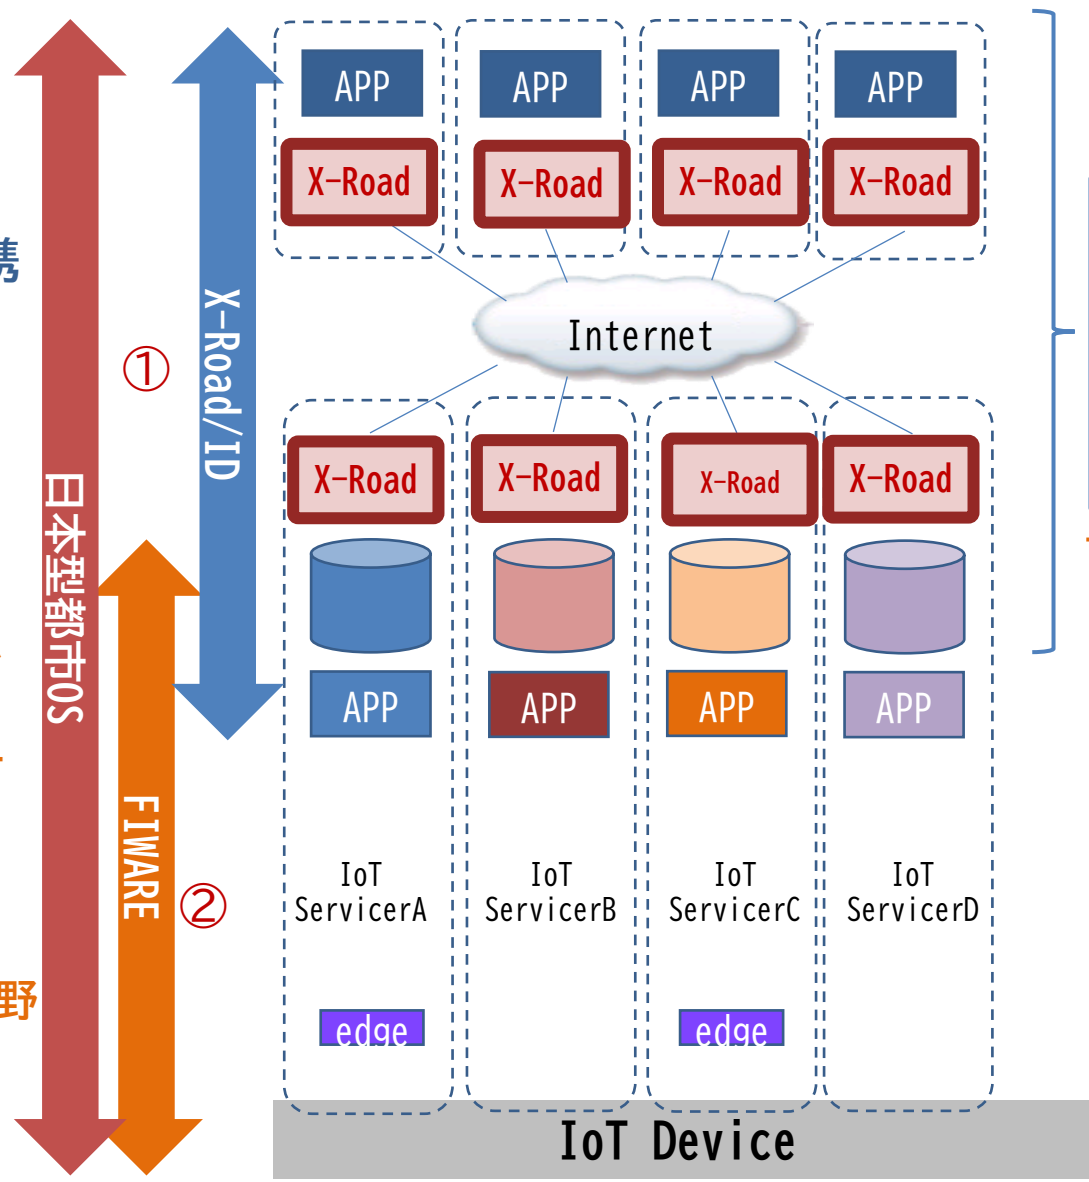 APP
APP
APP
APP
X-Road
X-Road
X-Road
X-Road
携
Internet
①
X-Road/ID
X-Road
X-Road
X-Road
X-Road
日本型都市OS
APP
APP
APP
APP
FIWARE
②
IoT
ServicerA
IoT
ServicerB
IoT
ServicerC
IoT
ServicerD
野
edge
edge
IoT Device